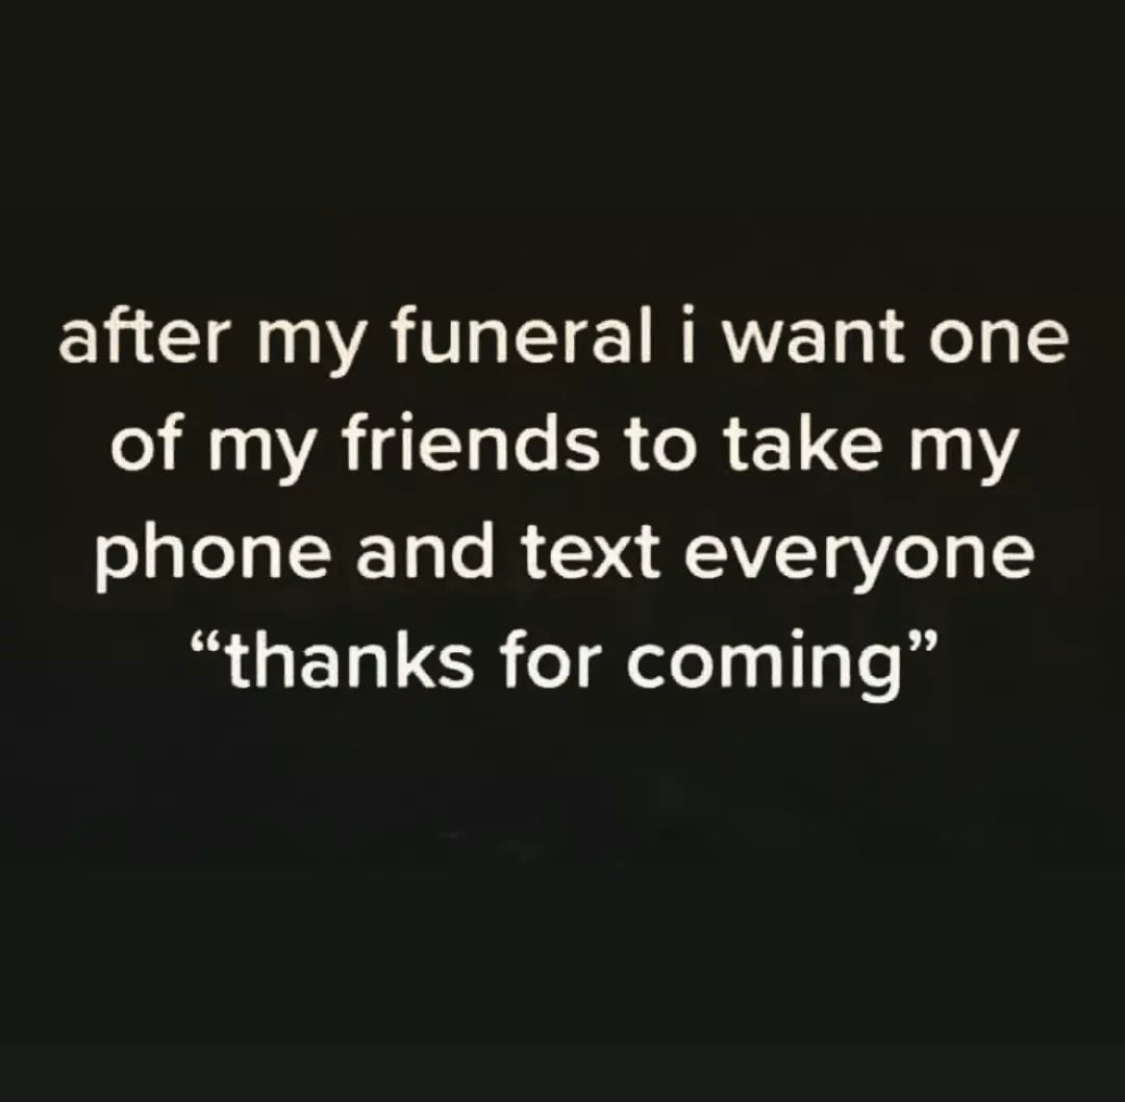 after my funeral i want one
of my friends to take my
phone and text everyone
“thanks for coming”